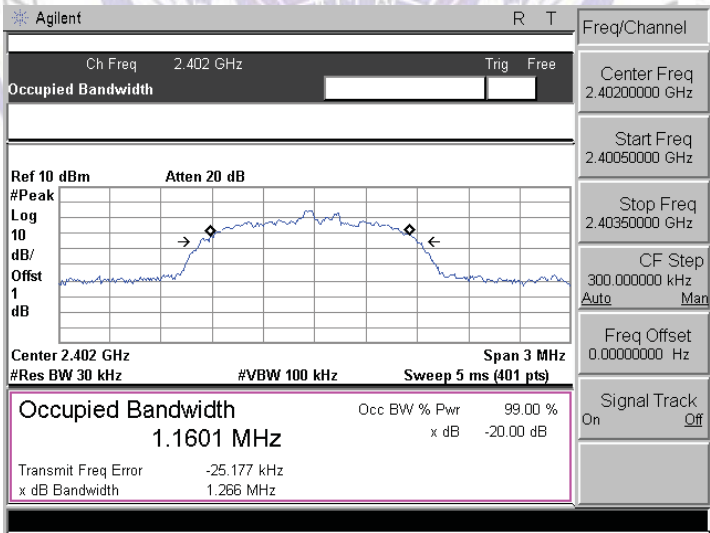 Agilent R T
Freq/Channel
Ch Freq 2.402 GHz Trig Free
Occupied Bandwidth
Center Freq
2.40200000 GHz
Start Freq
2.40050000 GHz
Stop Freq
2.40350000 GHz
CF Step
300.000000 kHz
Auto Man
Freq Offset
0.00000000 Hz
Signal Track
On Off
Ref 10 dBm Atten 20 dB
#Peak
Log
10
dB/
Offst
1
dB
Center 2.402 GHz Span 3 MHz
#Res BW 30 kHz #VBW 100 kHz Sweep 5 ms (401 pts)
Occupied Bandwidth Occ BW % Pwr 99.00 %
1.1601 MHz x dB -20.00 dB
Transmit Freq Error -25.177 kHz
x dB Bandwidth 1.266 MHz